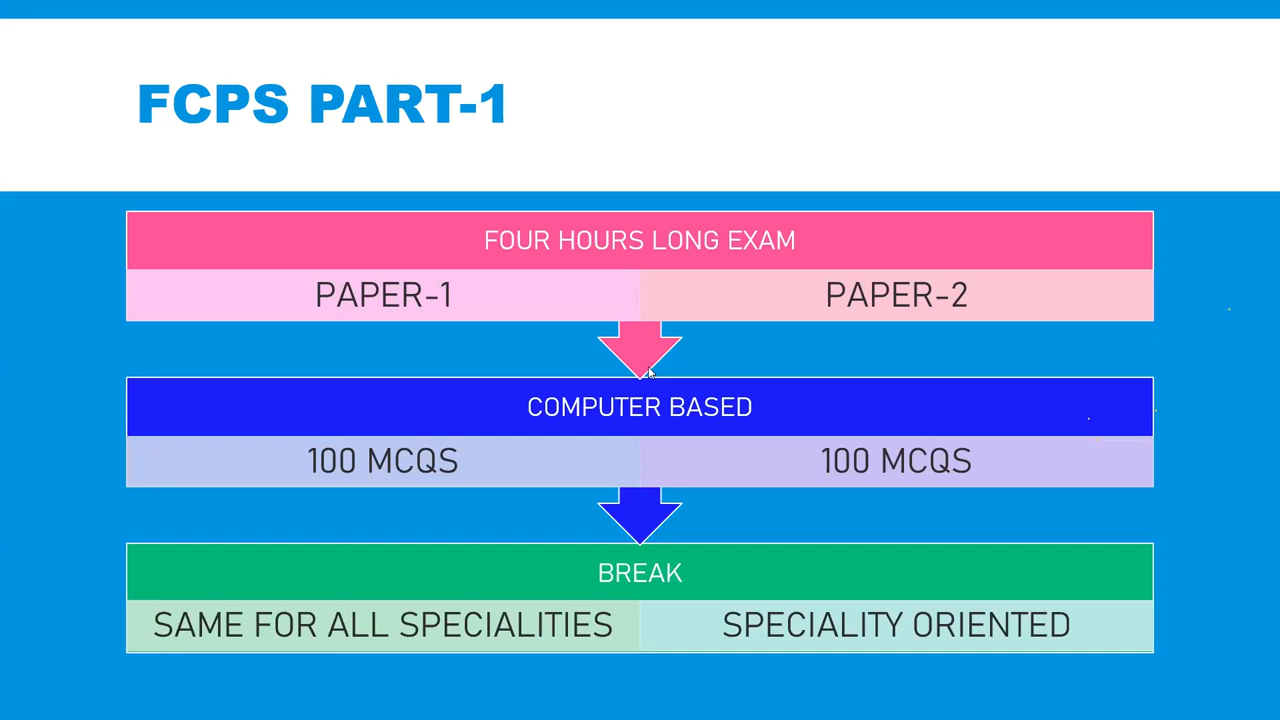 FCPS PART-1
FOUR HOURS LONG EXAM
PAPER-1 PAPER-2
COMPUTER BASED
100 MCQS 100 MCQS
BREAK
SAME FOR ALL SPECIALITIES SPECIALITY ORIENTED